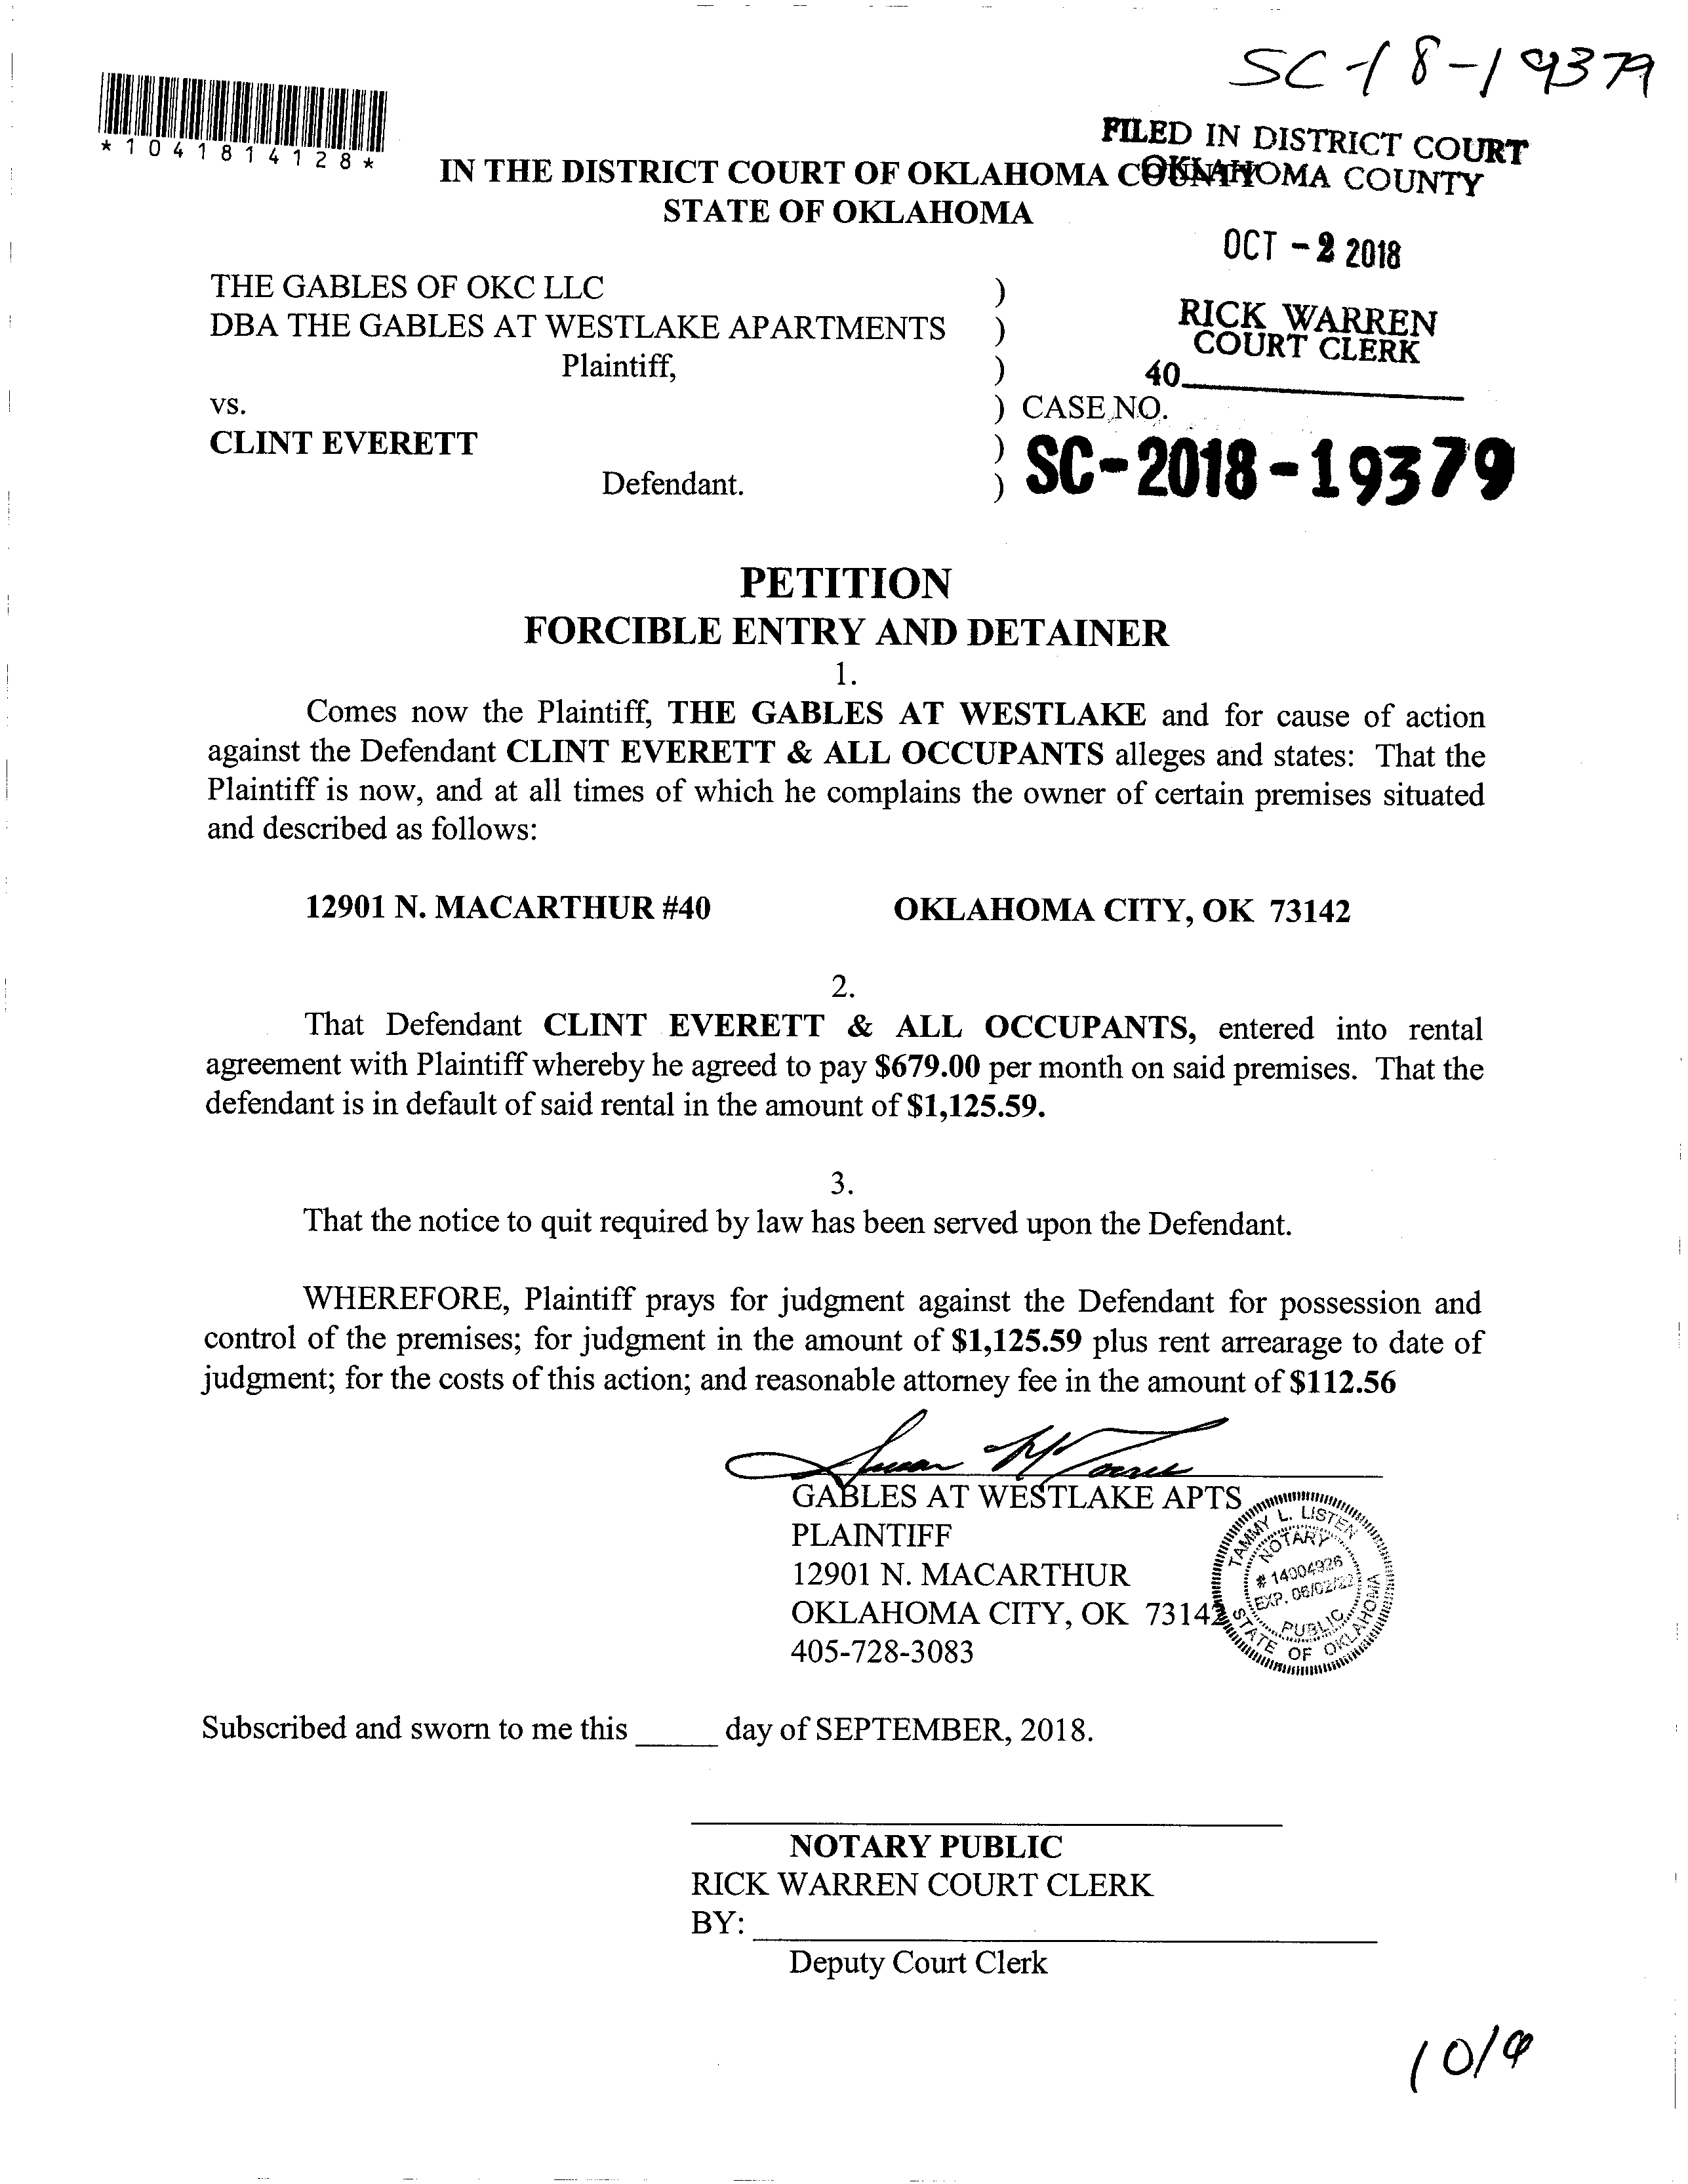 SC-18-19379
*1041814128*
FILED IN DISTRICT COURT
OKLAHOMA COUNTY
IN THE DISTRICT COURT OF OKLAHOMA COUNTY
STATE OF OKLAHOMA
OCT - 2 2018
THE GABLES OF OKC LLC )
DBA THE GABLES AT WESTLAKE APARTMENTS )
RICK WARREN
COURT CLERK
Plaintiff, )
40
vs. ) CASE NO.
CLINT EVERETT ) SC-2018-19379
Defendant. )
PETITION
FORCIBLE ENTRY AND DETAINER
1.
Comes now the Plaintiff, THE GABLES AT WESTLAKE and for cause of action
against the Defendant CLINT EVERETT & ALL OCCUPANTS alleges and states: That the
Plaintiff is now, and at all times of which he complains the owner of certain premises situated
and described as follows:
12901 N. MACARTHUR #40 OKLAHOMA CITY, OK 73142
2.
That Defendant CLINT EVERETT & ALL OCCUPANTS, entered into rental
agreement with Plaintiff whereby he agreed to pay $679.00 per month on said premises. That the
defendant is in default of said rental in the amount of $1,125.59.
3.
That the notice to quit required by law has been served upon the Defendant.
WHEREFORE, Plaintiff prays for judgment against the Defendant for possession and
control of the premises; for judgment in the amount of $1,125.59 plus rent arrearage to date of
judgment; for the costs of this action; and reasonable attorney fee in the amount of $112.56
GABLES AT WESTLAKE APTS
PLAINTIFF
12901 N. MACARTHUR
OKLAHOMA CITY, OK 73142
405-728-3083
TAMMY L. LISTEN
NOTARY
# 14004926
EXP. 06/02/22
PUBLIC
STATE OF OKLAHOMA
Subscribed and sworn to me this _____ day of SEPTEMBER, 2018.
NOTARY PUBLIC
RICK WARREN COURT CLERK
BY:
Deputy Court Clerk